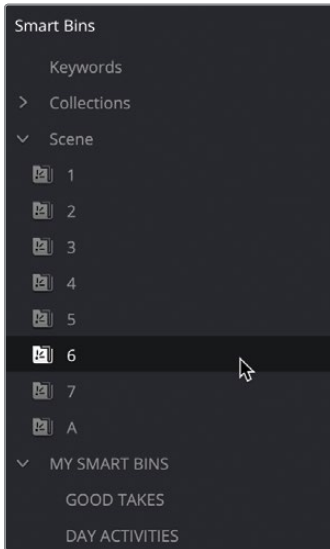 Smart Bins
Keywords
Collections
Scene
1
2
3
4
5
6
7
A
MY SMART BINS
GOOD TAKES
DAY ACTIVITIES